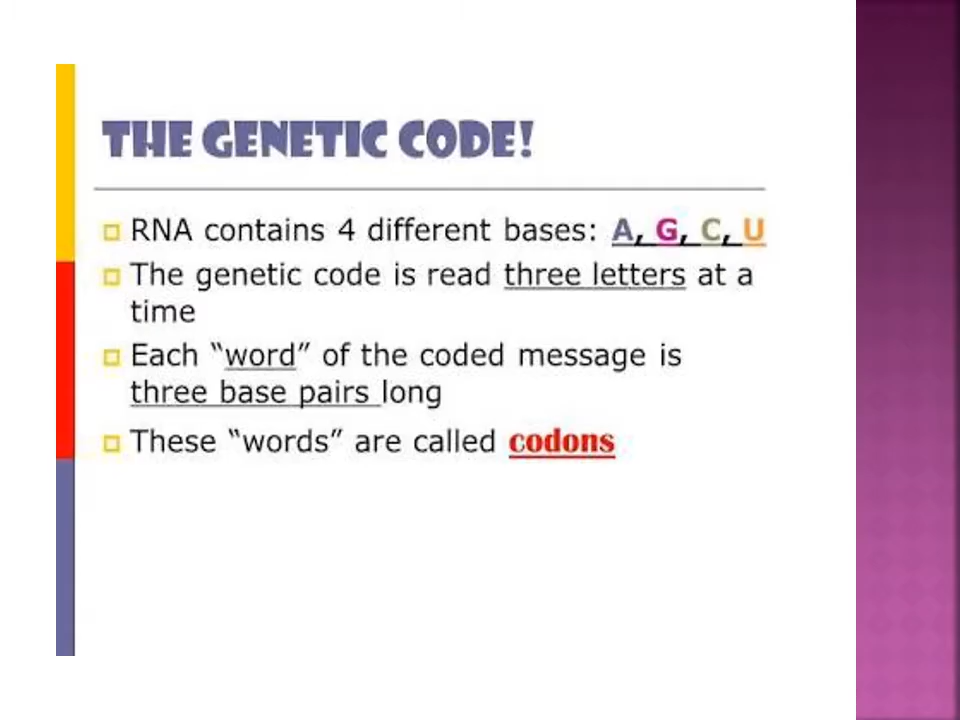 THE GENETIC CODE!
RNA contains 4 different bases: A, G, C, U
The genetic code is read three letters at a
time
Each “word” of the coded message is
three base pairs long
These “words” are called codons